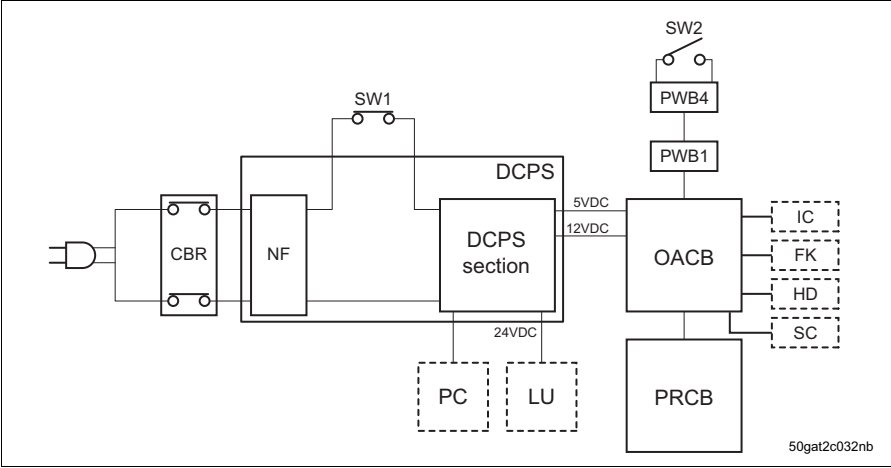 SW2
PWB4
SW1
PWB1
DCPS
5VDC
IC
12VDC
CBR
NF
DCPS
section
OACB
FK
HD
24VDC
SC
PC
LU
PRCB
50gat2c032nb